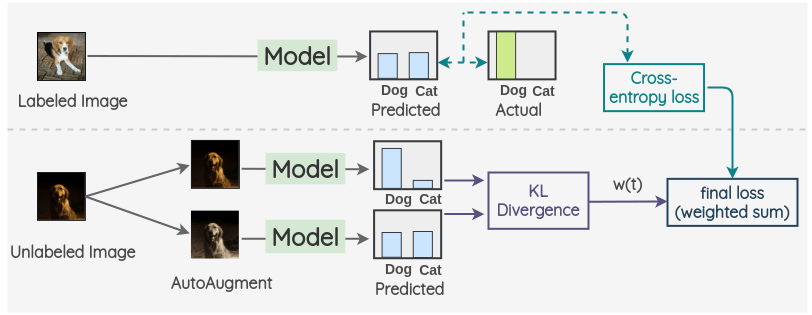 Model
Labeled Image
Dog Cat
Predicted
Dog Cat
Actual
Cross-
entropy loss
Model
Dog Cat
Unlabeled Image
AutoAugment
Model
Dog Cat
Predicted
KL
Divergence
w(t)
final loss
(weighted sum)